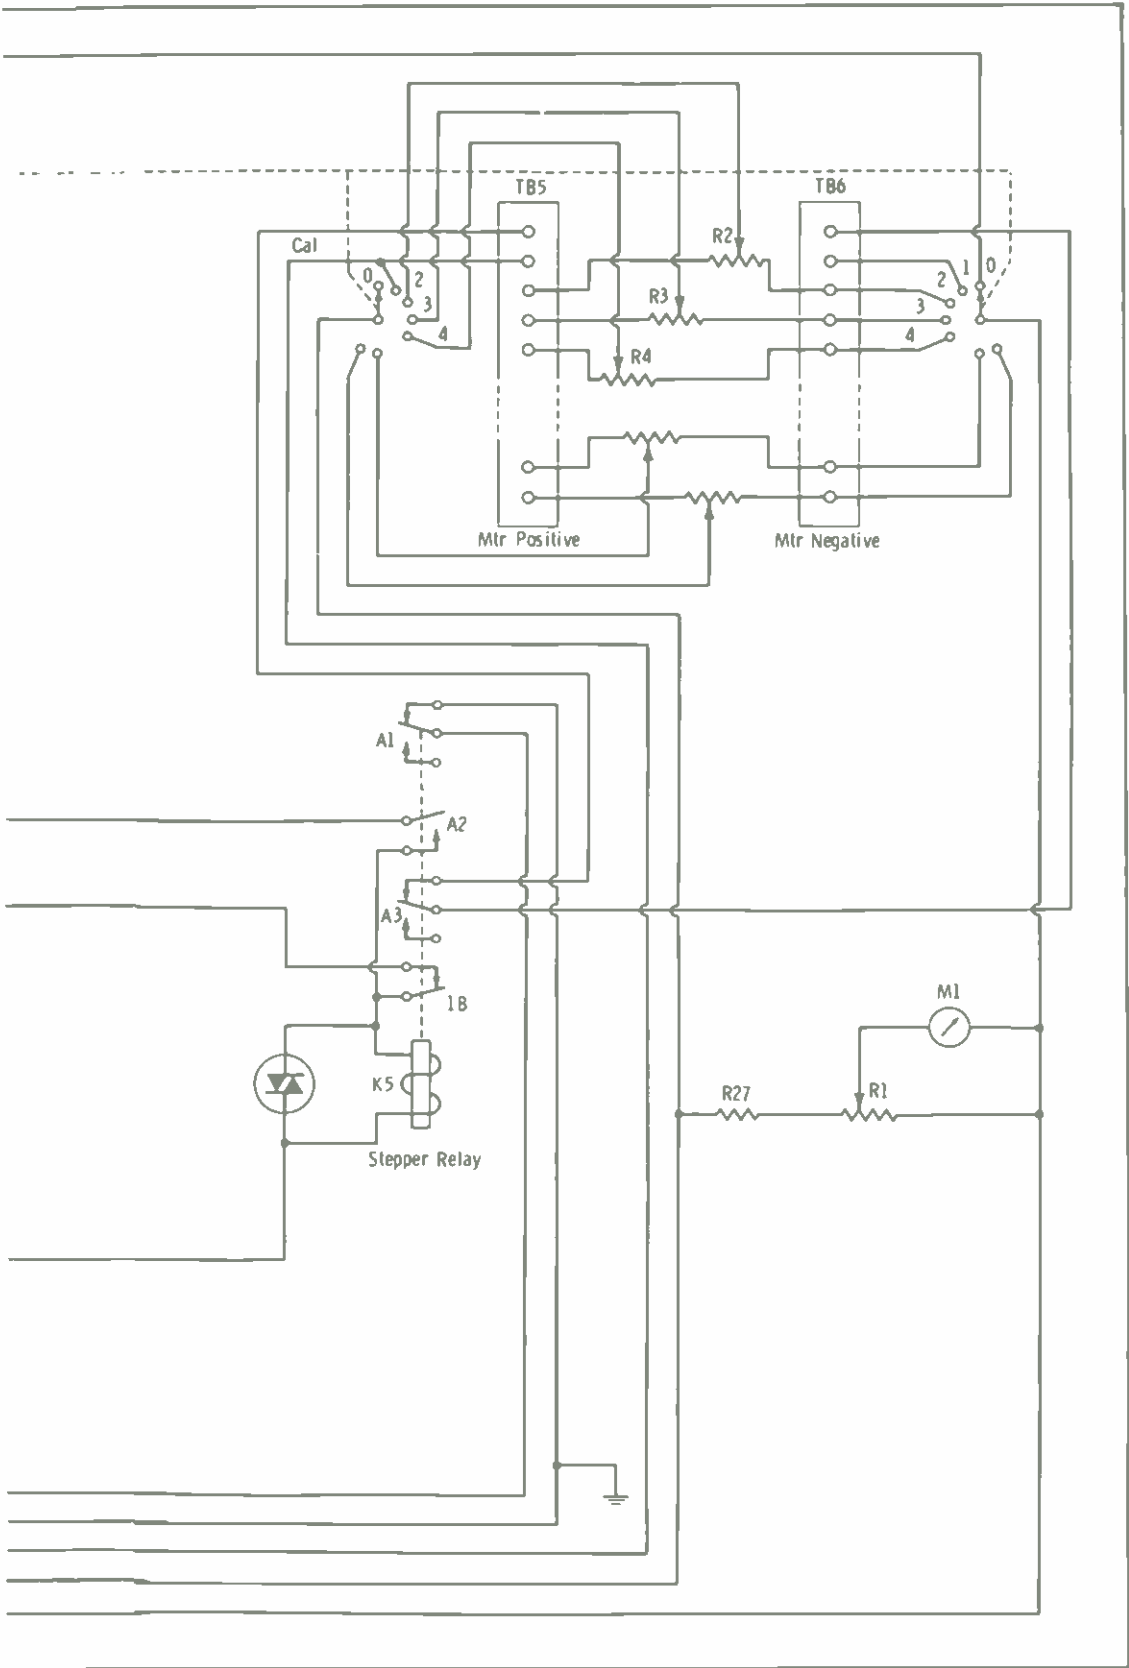 TB5
TB6
Cal
R2
0
2
3
4
1
0
2
3
4
R3
R4
Mtr Positive
Mtr Negative
A1
A2
A3
1B
K5
Stepper Relay
M1
R27
R1